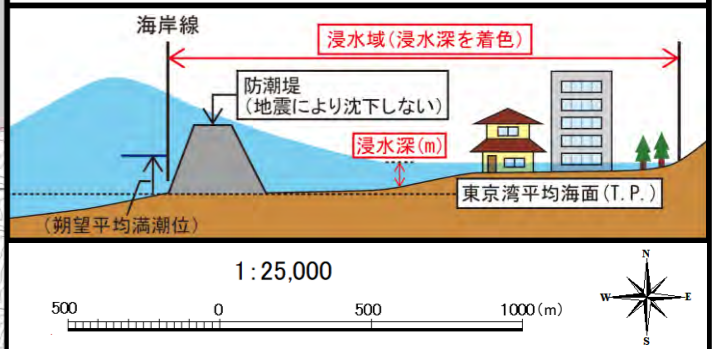 海岸線
浸水域(浸水深を着色)
防潮堤
(地震により沈下しない)
浸水深(m)
東京湾平均海面(T.P.)
(朔望平均満潮位)
1:25,000
500 0 500 1000(m)
N
W E
S